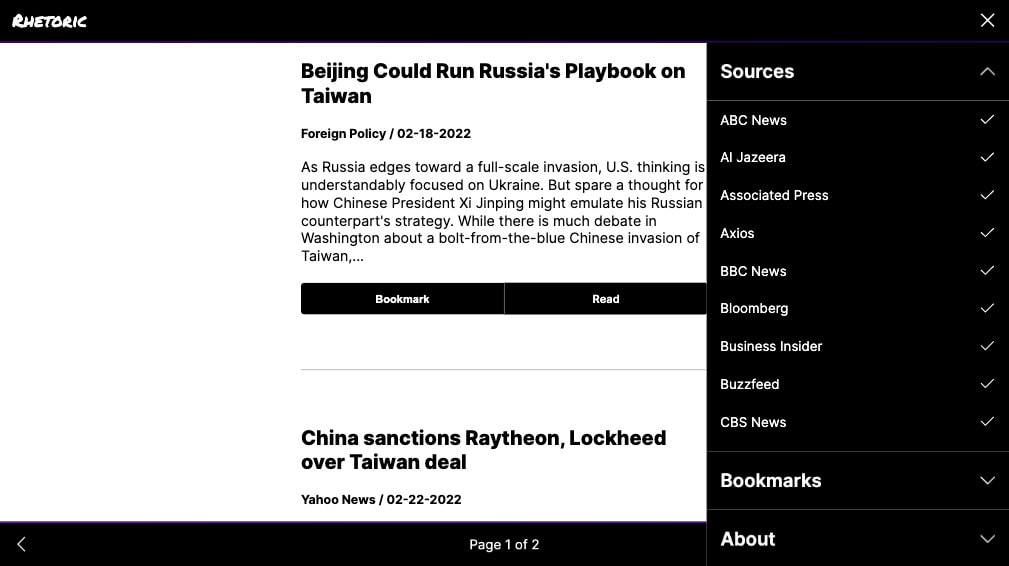 Rhetoric
Beijing Could Run Russia's Playbook on
Taiwan
Foreign Policy / 02-18-2022
As Russia edges toward a full-scale invasion, U.S. thinking is
understandably focused on Ukraine. But spare a thought for
how Chinese President Xi Jinping might emulate his Russian
counterpart's strategy. While there is much debate in
Washington about a bolt-from-the-blue Chinese invasion of
Taiwan,...
Bookmark
Read
China sanctions Raytheon, Lockheed
over Taiwan deal
Yahoo News / 02-22-2022
Page 1 of 2
Sources
ABC News
Al Jazeera
Associated Press
Axios
BBC News
Bloomberg
Business Insider
Buzzfeed
CBS News
Bookmarks
About